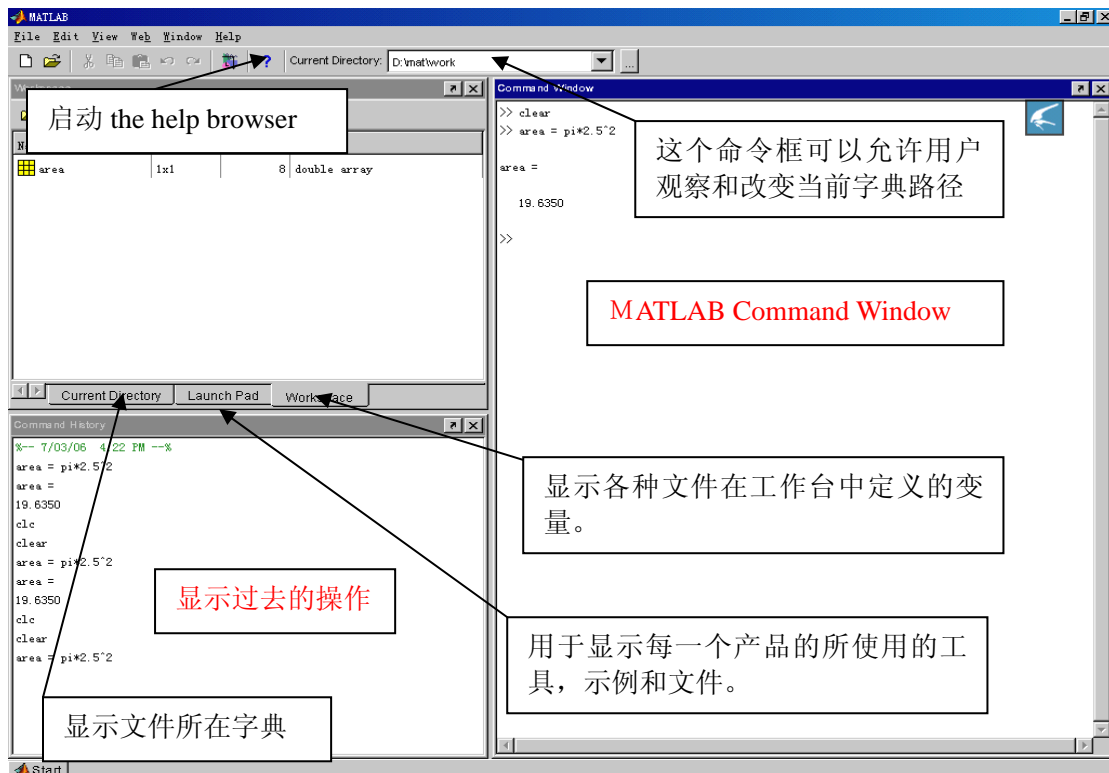 MATLAB
File Edit View Web Window Help
Current Directory: D:\mat\work
...
启动 the help browser
area 1x1 8 double array
Current Directory Launch Pad Workspace
Command History
%-- 7/03/06 4:22 PM --%
area = pi*2.5^2
area =
19.6350
clc
clear
area = pi*2.5^2
area =
19.6350
clc
clear
area = pi*2.5^2
显示过去的操作
显示文件所在字典
Command Window
>> clear
>> area = pi*2.5^2
area =
19.6350
>>
这个命令框可以允许用户
观察和改变当前字典路径
MATLAB Command Window
显示各种文件在工作台中定义的变
量。
用于显示每一个产品的所使用的工
具，示例和文件。
Start